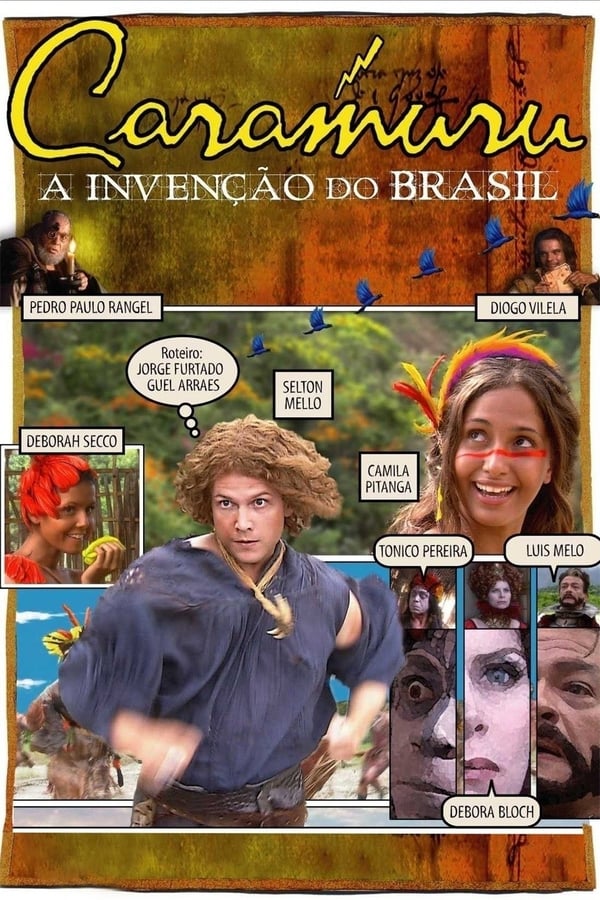 Caramuru
A INVENÇÃO DO BRASIL
PEDRO PAULO RANGEL
DIOGO VILELA
Roteiro:
JORGE FURTADO
GUEL ARRAES
SELTON
MELLO
DEBORAH SECCO
CAMILA
PITANGA
TONICO PEREIRA
LUIS MELO
DEBORA BLOCH